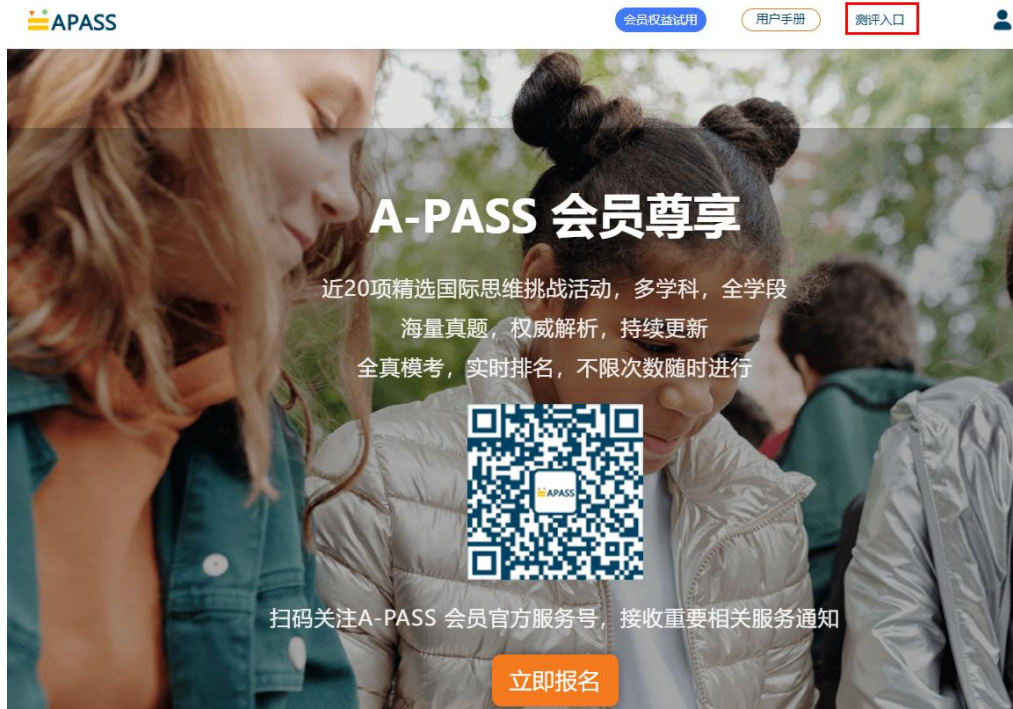 APASS
会员权益试用
用户手册
测评入口
A-PASS 会员尊享
近20项精选国际思维挑战活动，多学科，全学段
海量真题，权威解析，持续更新
全真模考，实时排名，不限次数随时进行
APASS
扫码关注A-PASS 会员官方服务号，接收重要相关服务通知
立即报名